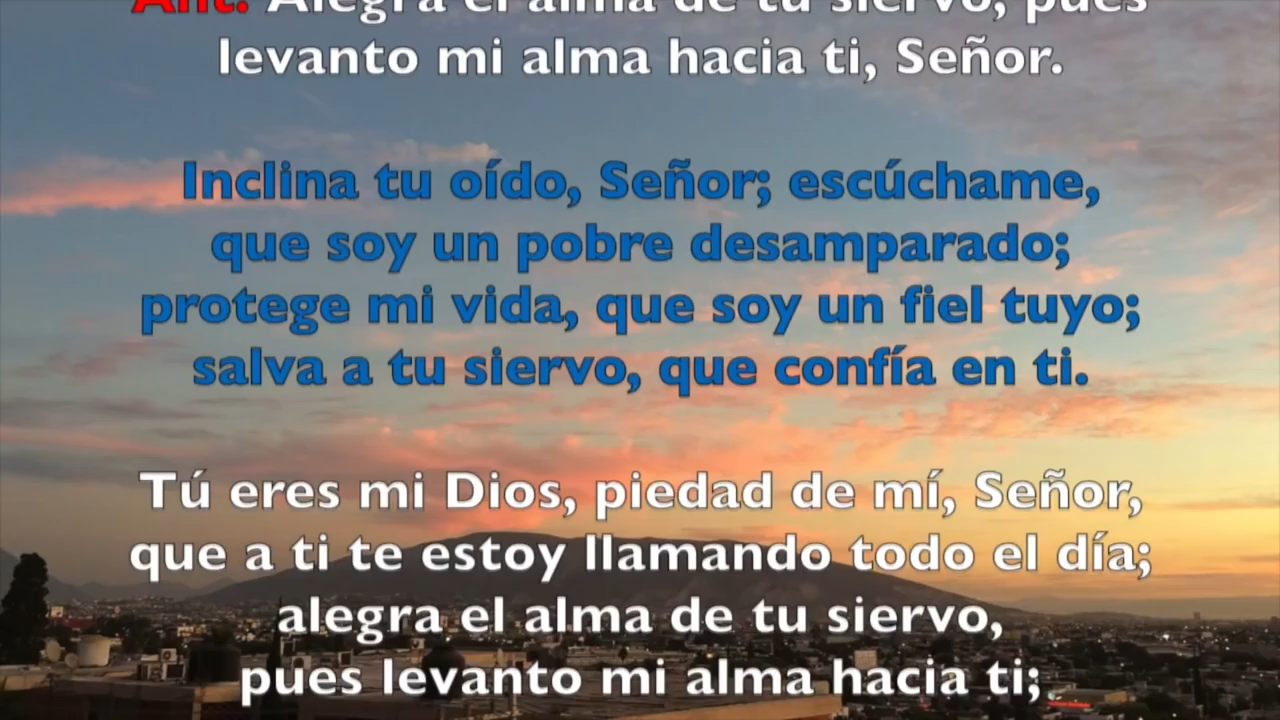 Ant. Alegra el alma de tu siervo, pues
levanto mi alma hacia ti, Señor.
Inclina tu oído, Señor; escúchame,
que soy un pobre desamparado;
protege mi vida, que soy un fiel tuyo;
salva a tu siervo, que confía en ti.
Tú eres mi Dios, piedad de mí, Señor,
que a ti te estoy llamando todo el día;
alegra el alma de tu siervo,
pues levanto mi alma hacia ti;